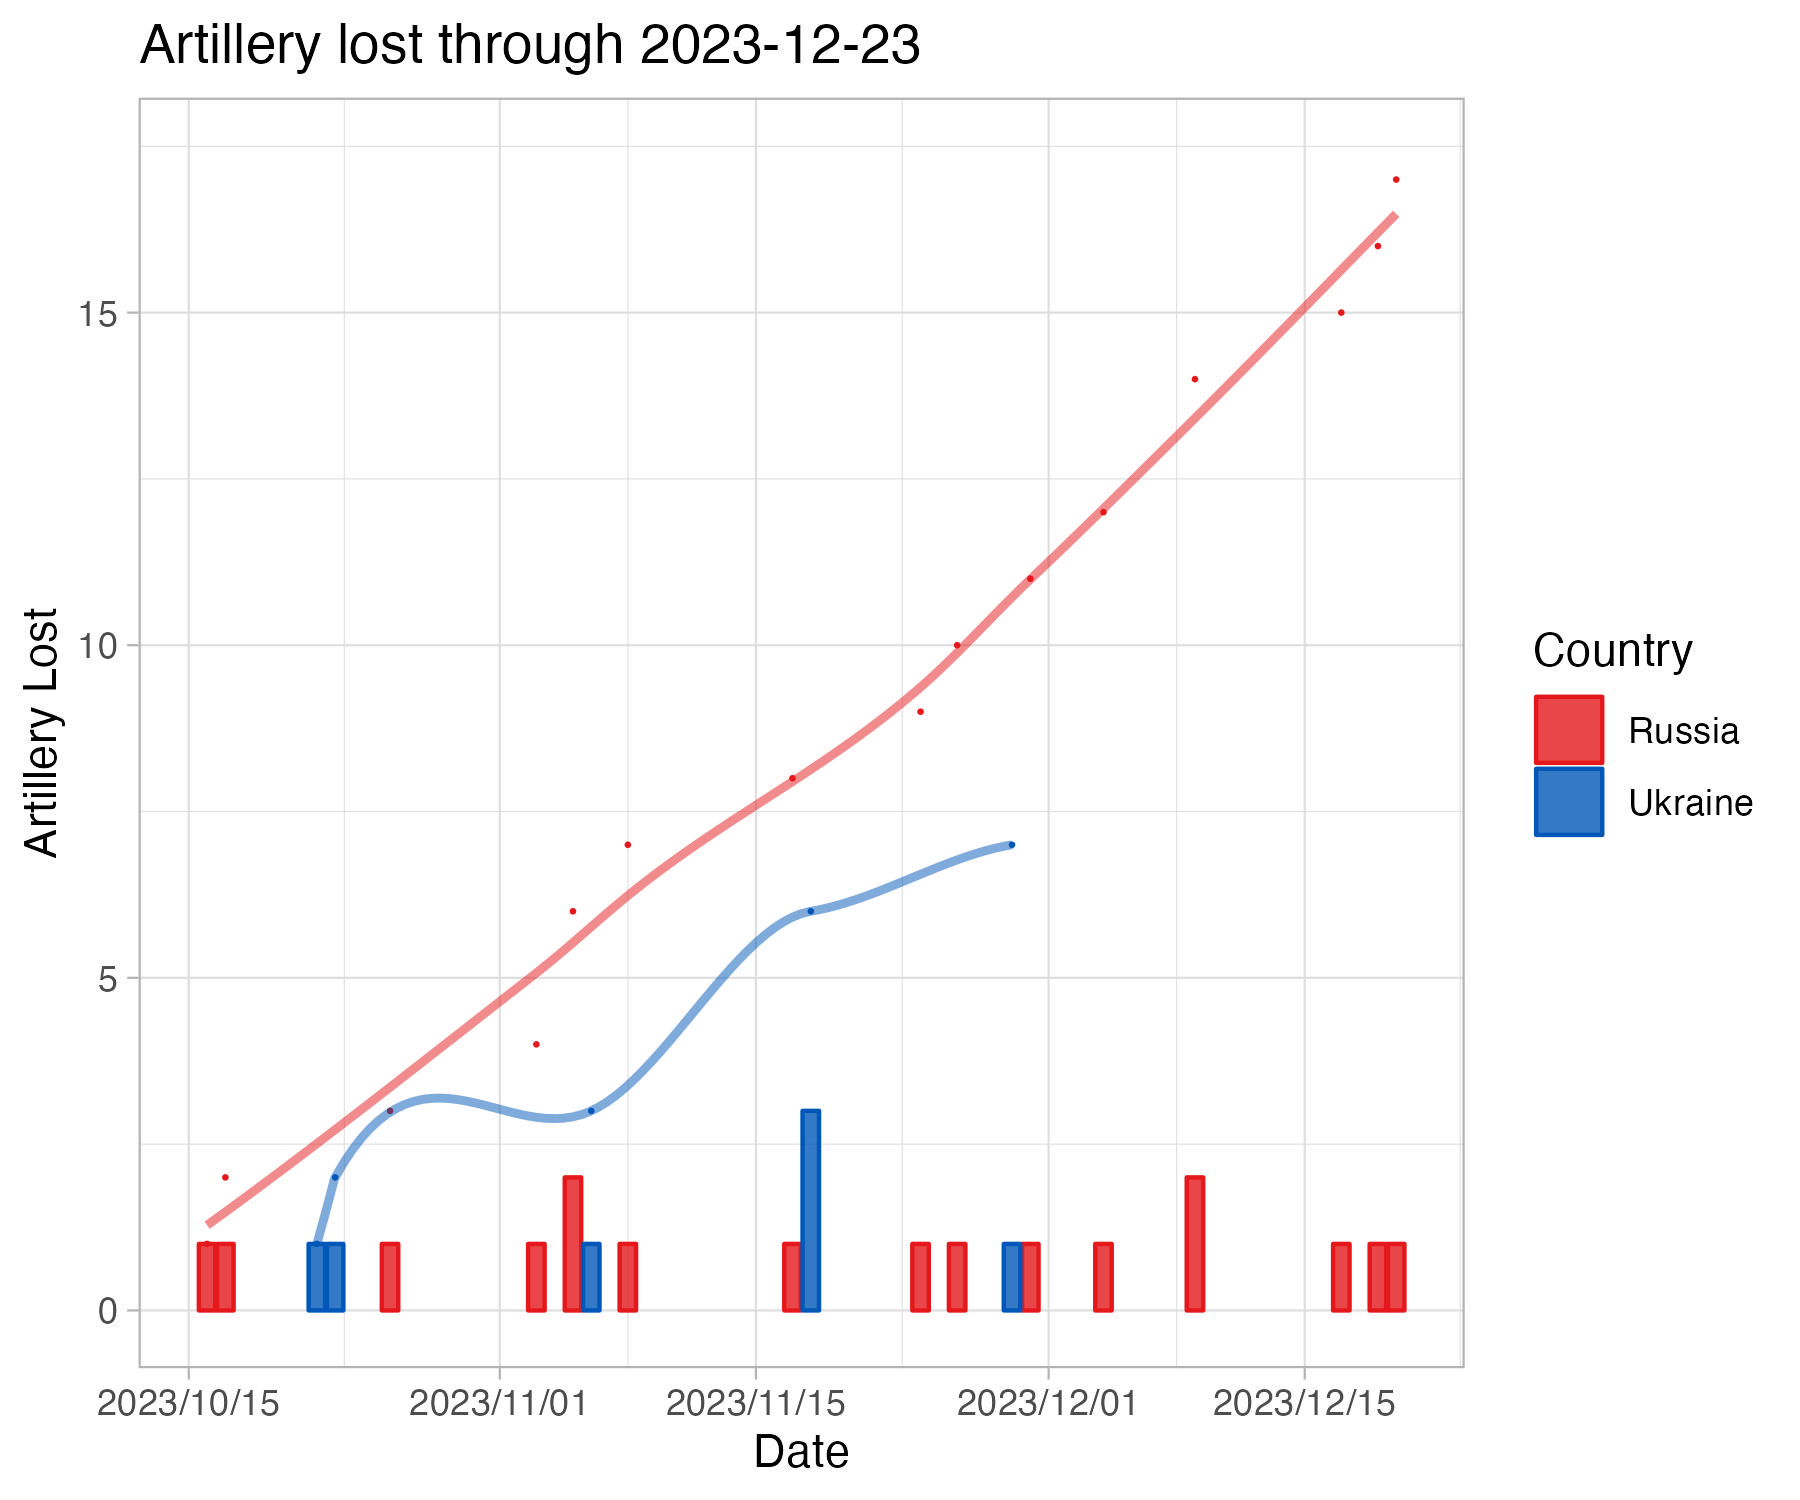 Artillery lost through 2023-12-23
Artillery Lost
15
10
5
0
2023/10/15
2023/11/01
2023/11/15
2023/12/01
2023/12/15
Date
Country
Russia
Ukraine